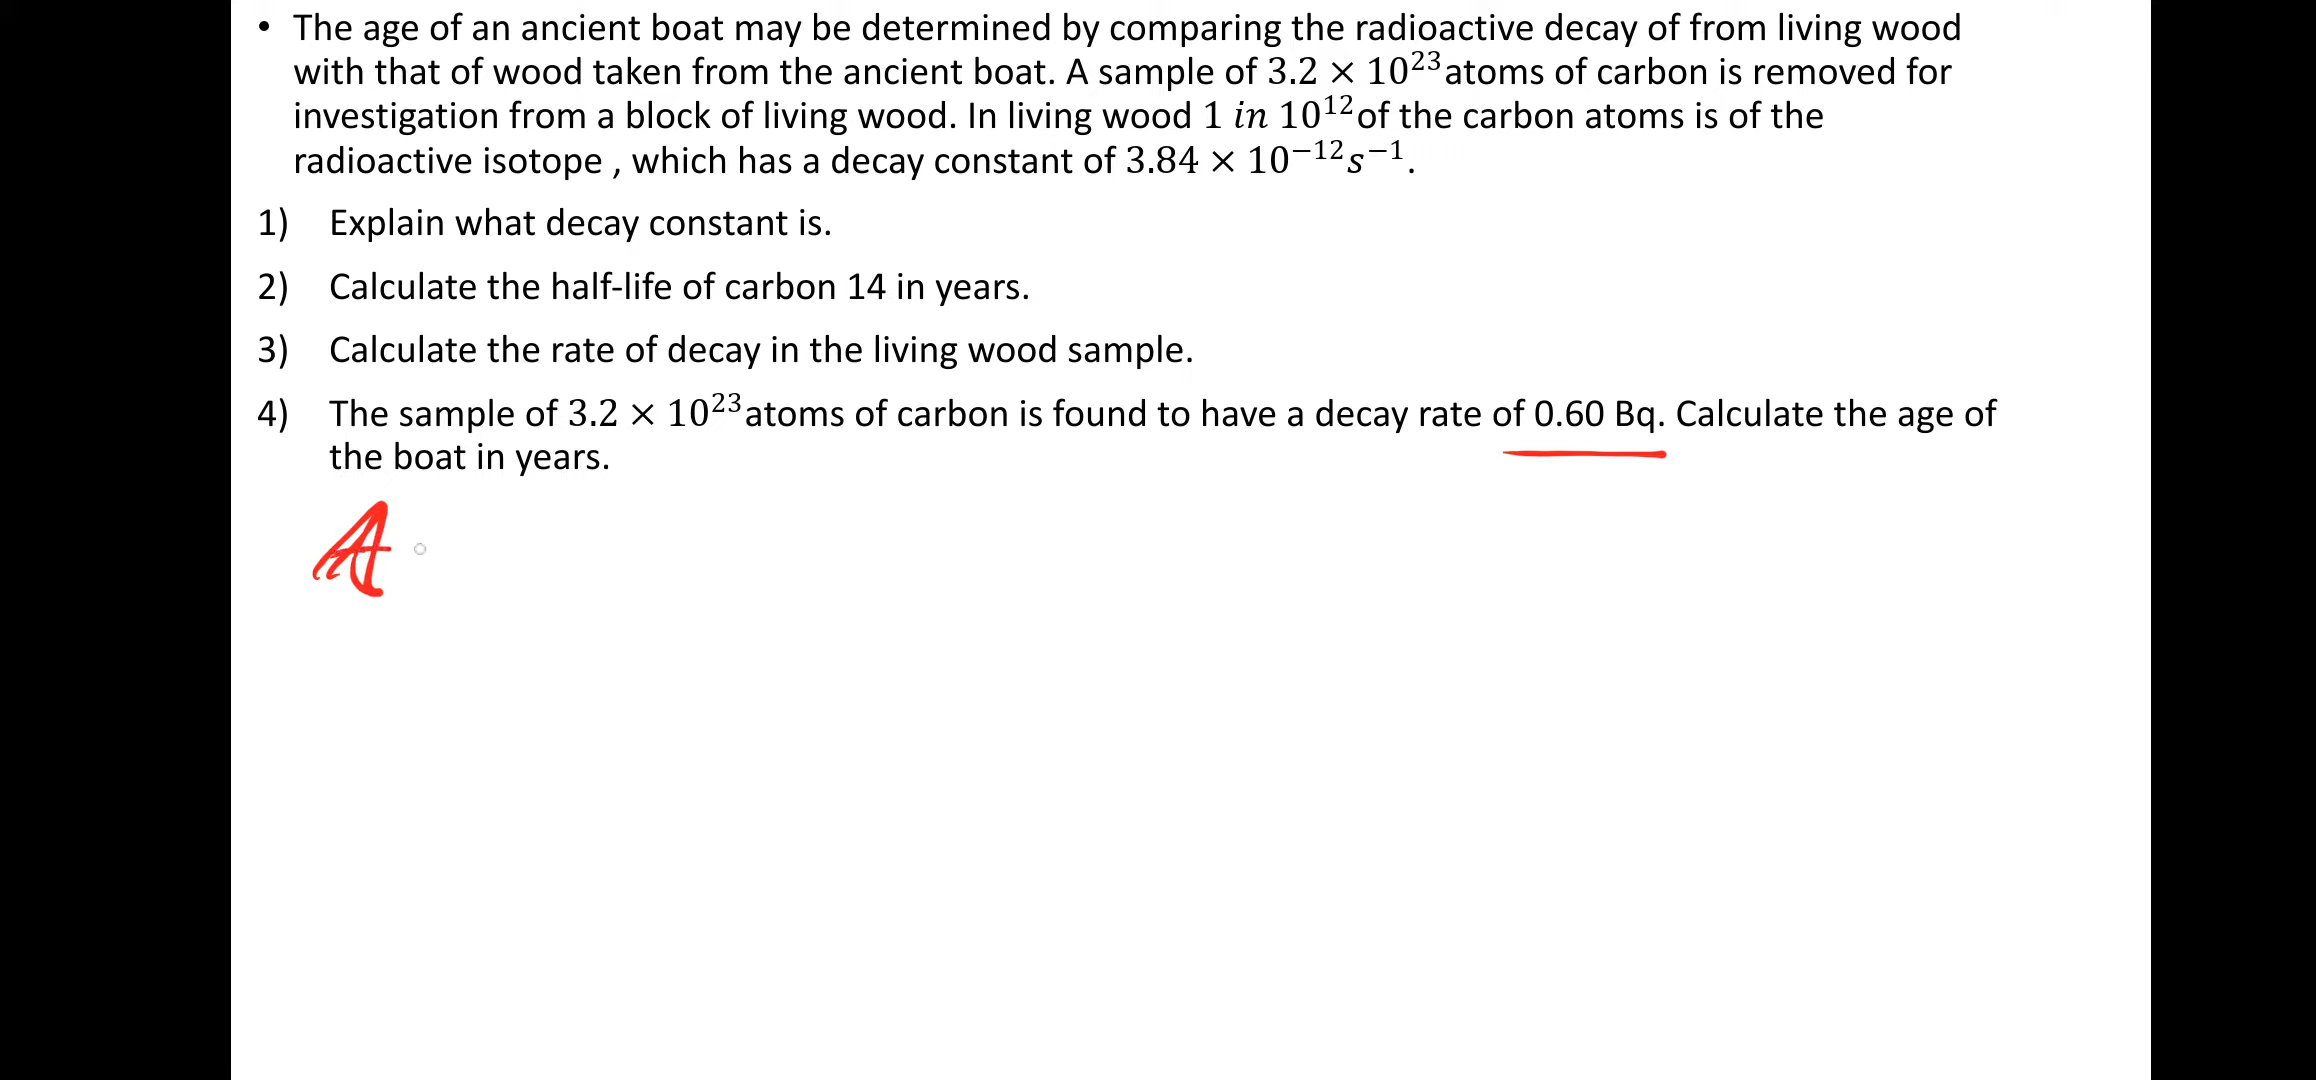 • The age of an ancient boat may be determined by comparing the radioactive decay of from living wood
with that of wood taken from the ancient boat. A sample of 3.2 × 10²³ atoms of carbon is removed for
investigation from a block of living wood. In living wood 1 in 10¹² of the carbon atoms is of the
radioactive isotope , which has a decay constant of 3.84 × 10⁻¹² s⁻¹.
1) Explain what decay constant is.
2) Calculate the half-life of carbon 14 in years.
3) Calculate the rate of decay in the living wood sample.
4) The sample of 3.2 × 10²³ atoms of carbon is found to have a decay rate of 0.60 Bq. Calculate the age of
the boat in years.
A